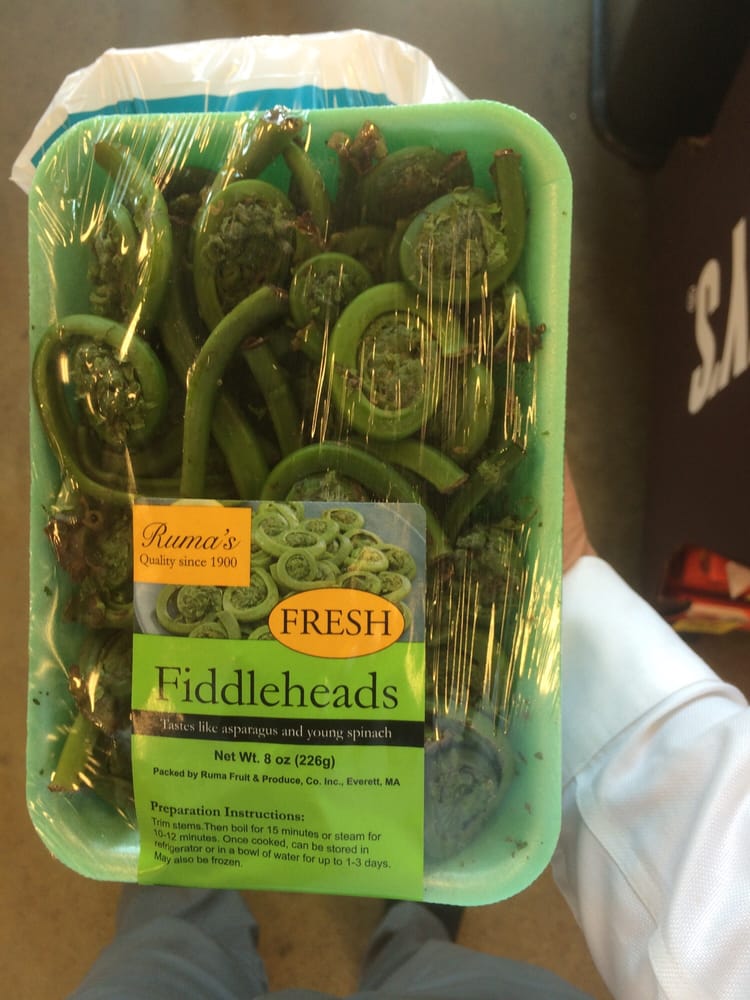 Ruma's
Quality since 1900
FRESH
Fiddleheads
Tastes like asparagus and young spinach
Net Wt. 8 oz (226g)
Packed by Ruma Fruit & Produce, Co. Inc., Everett, MA
Preparation Instructions:
Trim stems.Then boil for 15 minutes or steam for
10-12 minutes. Once cooked, can be stored in
refrigerator or in a bowl of water for up to 1-3 days.
May also be frozen.
Y'S®